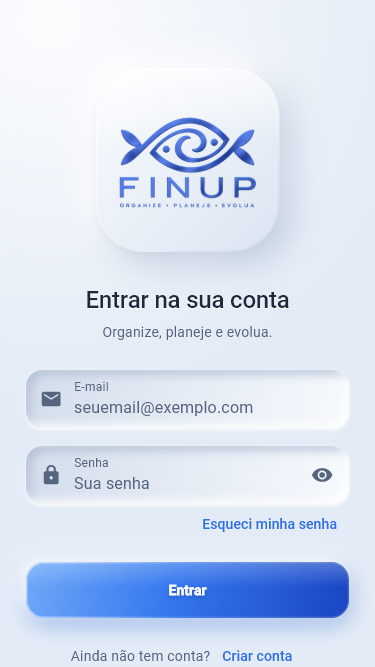 FINUP
ORGANIZE • PLANEJE • EVOLUA
Entrar na sua conta
Organize, planeje e evolua.
E-mail
seuemail@exemplo.com
Senha
Sua senha
Esqueci minha senha
Entrar
Ainda não tem conta? Criar conta